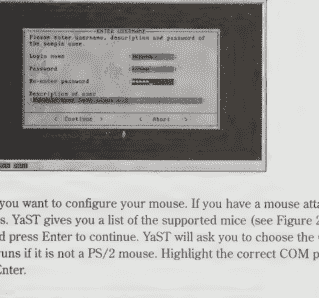 ENTER USERNAME
Please enter username, description and password of
the sample user.
Login name
Password
Re-enter password
Description of user
< Continue > < Abort >
you want to configure your mouse. If you have a mouse atta
s. YaST gives you a list of the supported mice (see Figure 2
d press Enter to continue. YaST will ask you to choose the
runs if it is not a PS/2 mouse. Highlight the correct COM p
Enter.